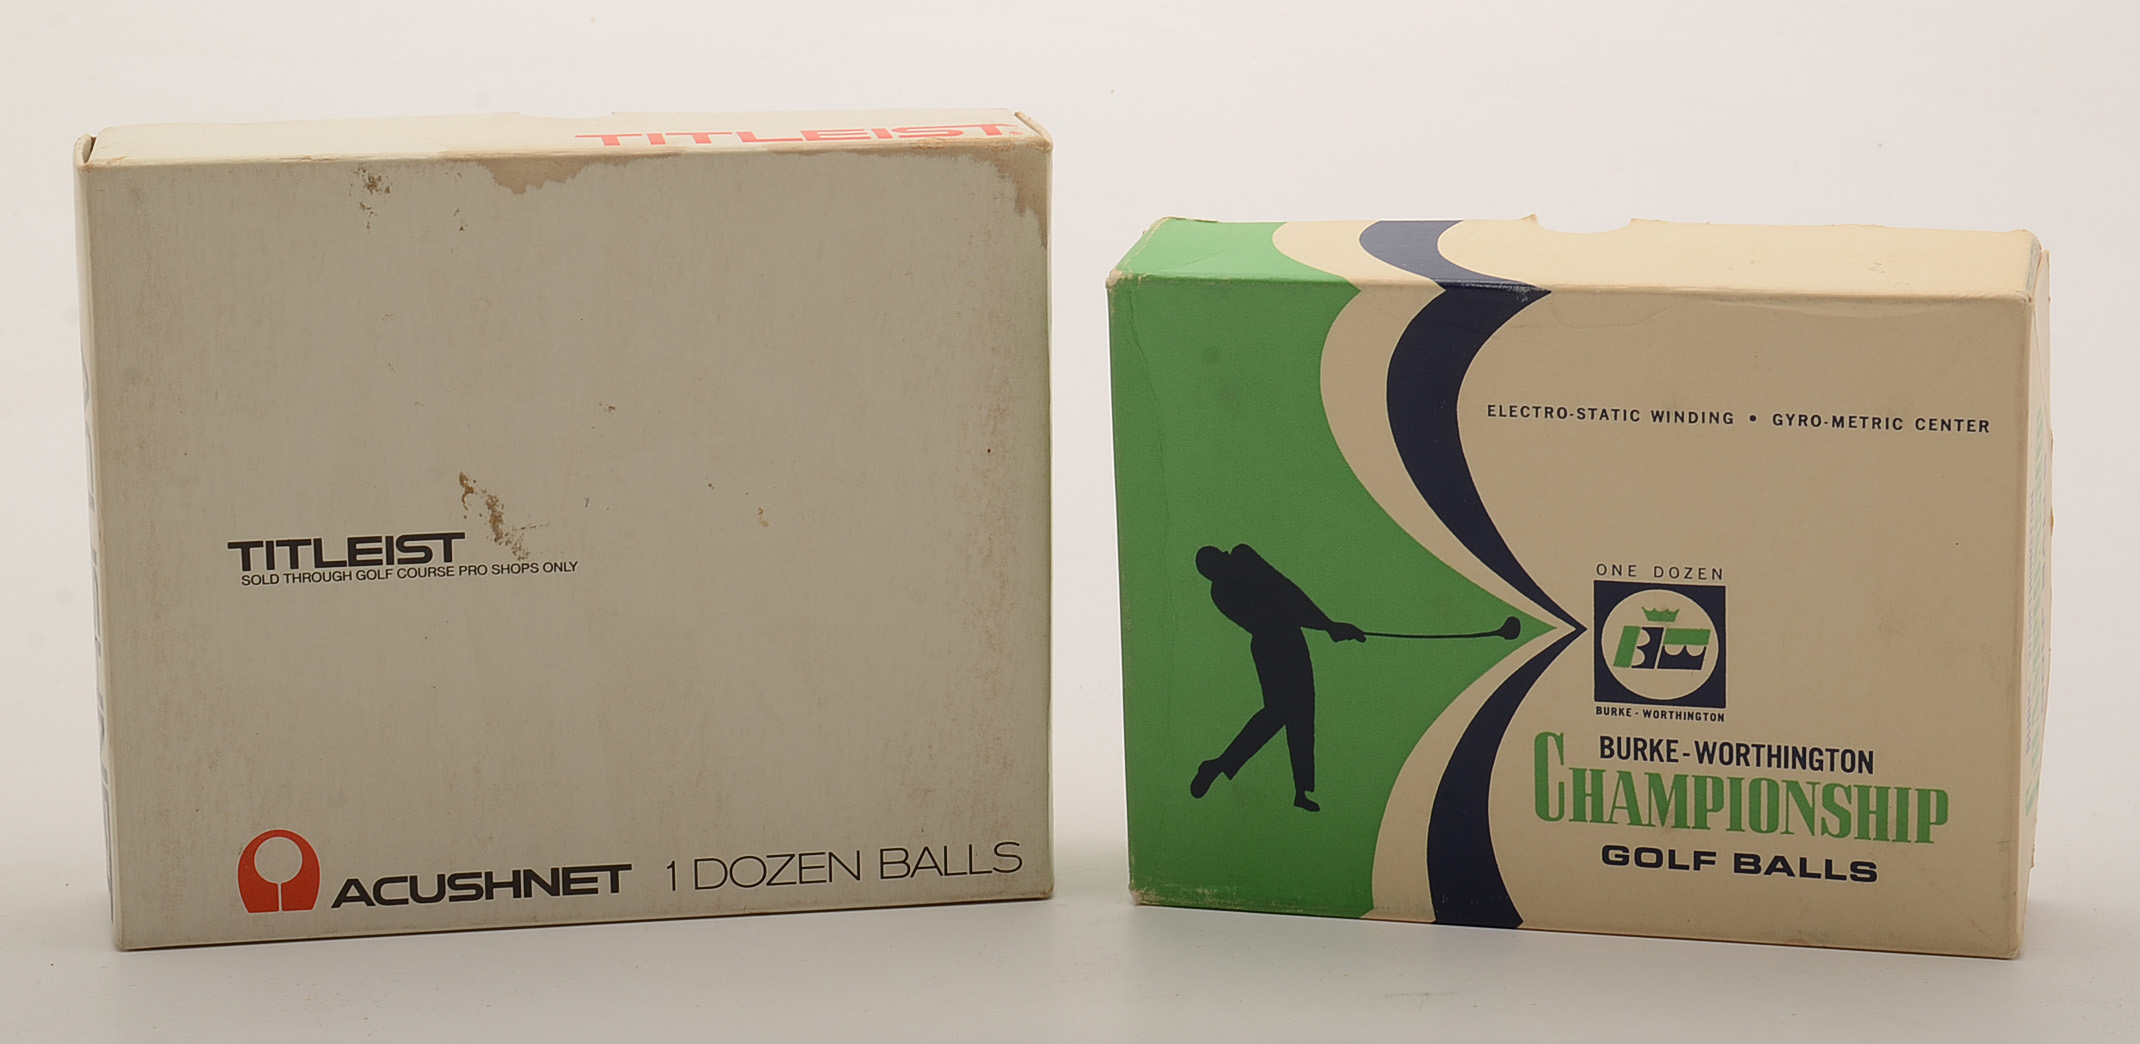 TITLEIST®
TITLEIST
SOLD THROUGH GOLF COURSE PRO SHOPS ONLY
ACUSHNET 1 DOZEN BALLS
ELECTRO-STATIC WINDING • GYRO-METRIC CENTER
ONE DOZEN
BW
BURKE - WORTHINGTON
BURKE-WORTHINGTON
CHAMPIONSHIP
GOLF BALLS